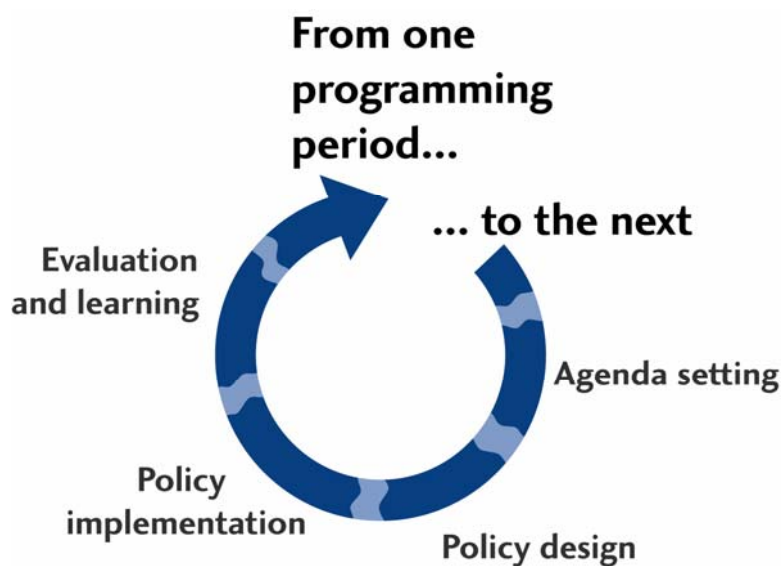 From one
programming
period...
... to the next
Evaluation
and learning
Agenda setting
Policy
implementation
Policy design